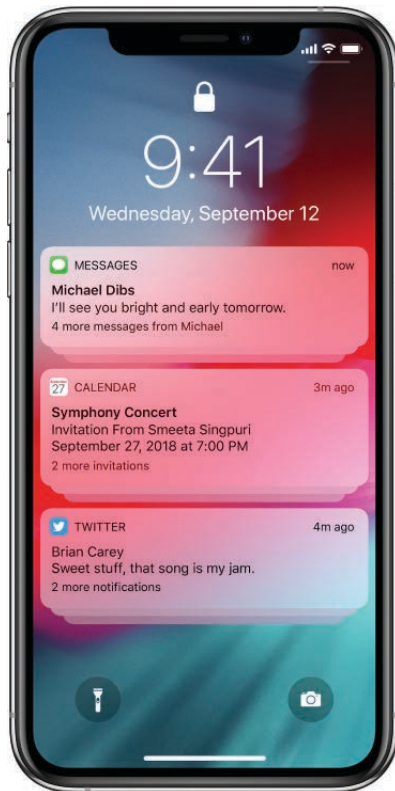 9:41
Wednesday, September 12
MESSAGES now
Michael Dibs
I'll see you bright and early tomorrow.
4 more messages from Michael
27 CALENDAR 3m ago
Symphony Concert
Invitation From Smeeta Singpuri
September 27, 2018 at 7:00 PM
2 more invitations
TWITTER 4m ago
Brian Carey
Sweet stuff, that song is my jam.
2 more notifications